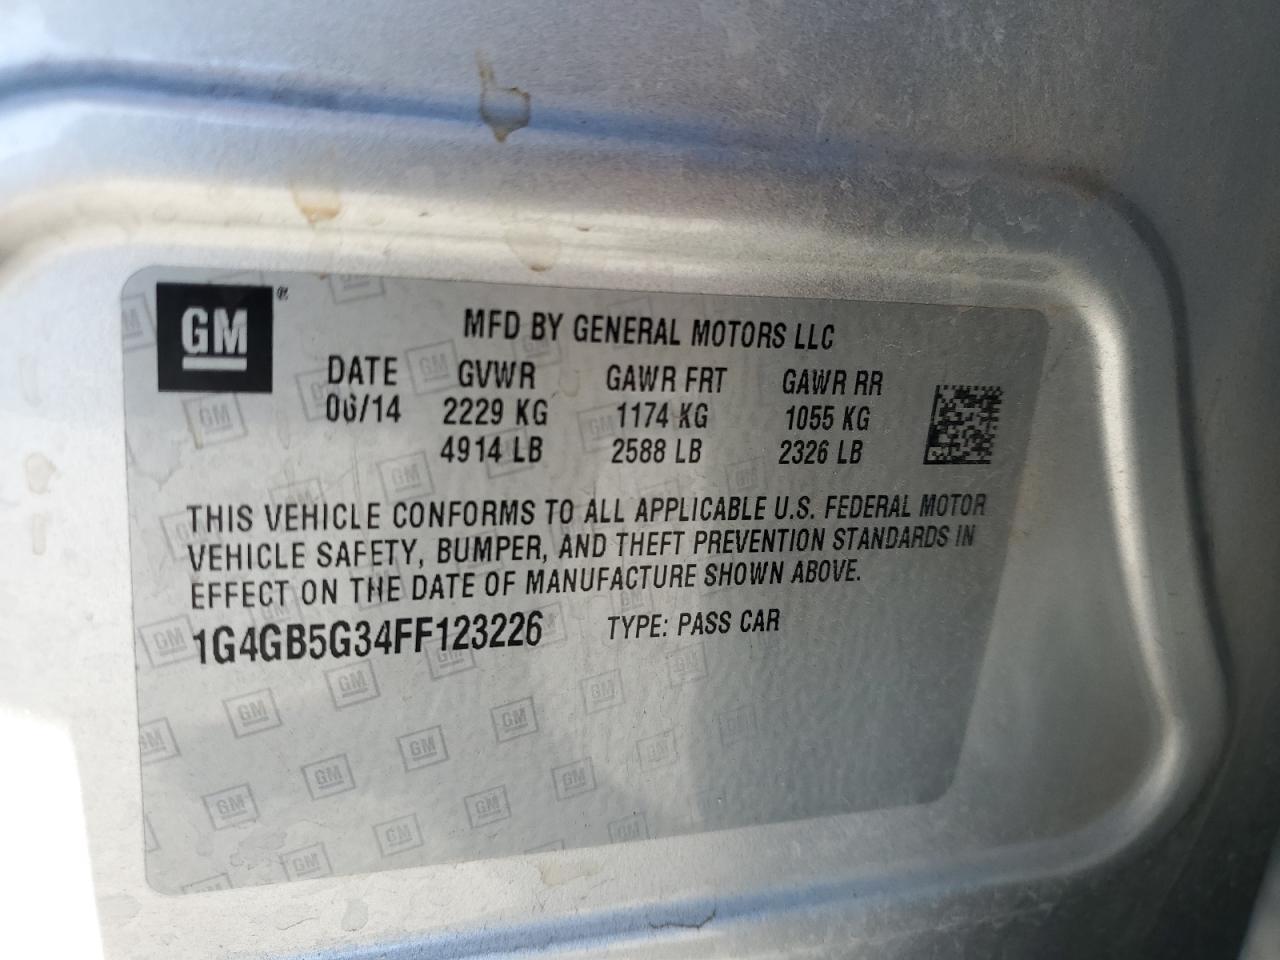 GM®
MFD BY GENERAL MOTORS LLC
DATE GVWR GAWR FRT GAWR RR
06/14 2229 KG 1174 KG 1055 KG
4914 LB 2588 LB 2326 LB
THIS VEHICLE CONFORMS TO ALL APPLICABLE U.S. FEDERAL MOTOR
VEHICLE SAFETY, BUMPER, AND THEFT PREVENTION STANDARDS IN
EFFECT ON THE DATE OF MANUFACTURE SHOWN ABOVE.
1G4GB5G34FF123226 TYPE: PASS CAR